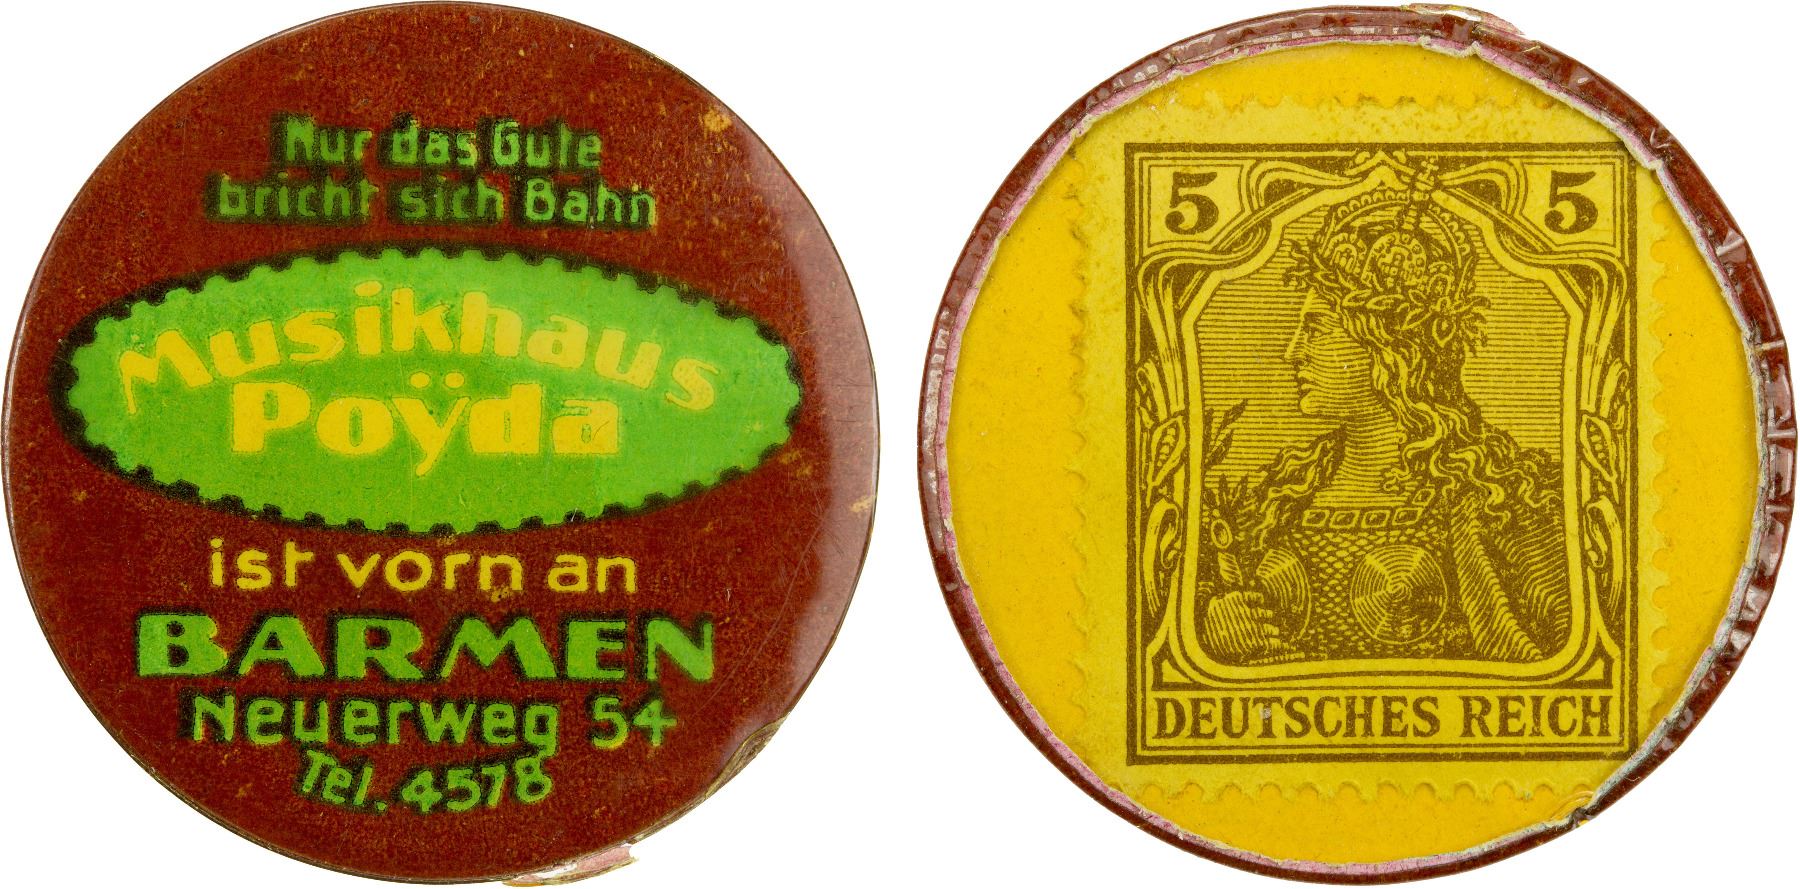 Nur das Gute
bricht sich Bahn
Musikhaus
Poÿda
ist vorn an
BARMEN
Neuerweg 54
Tel. 4578
5 5
DEUTSCHES REICH